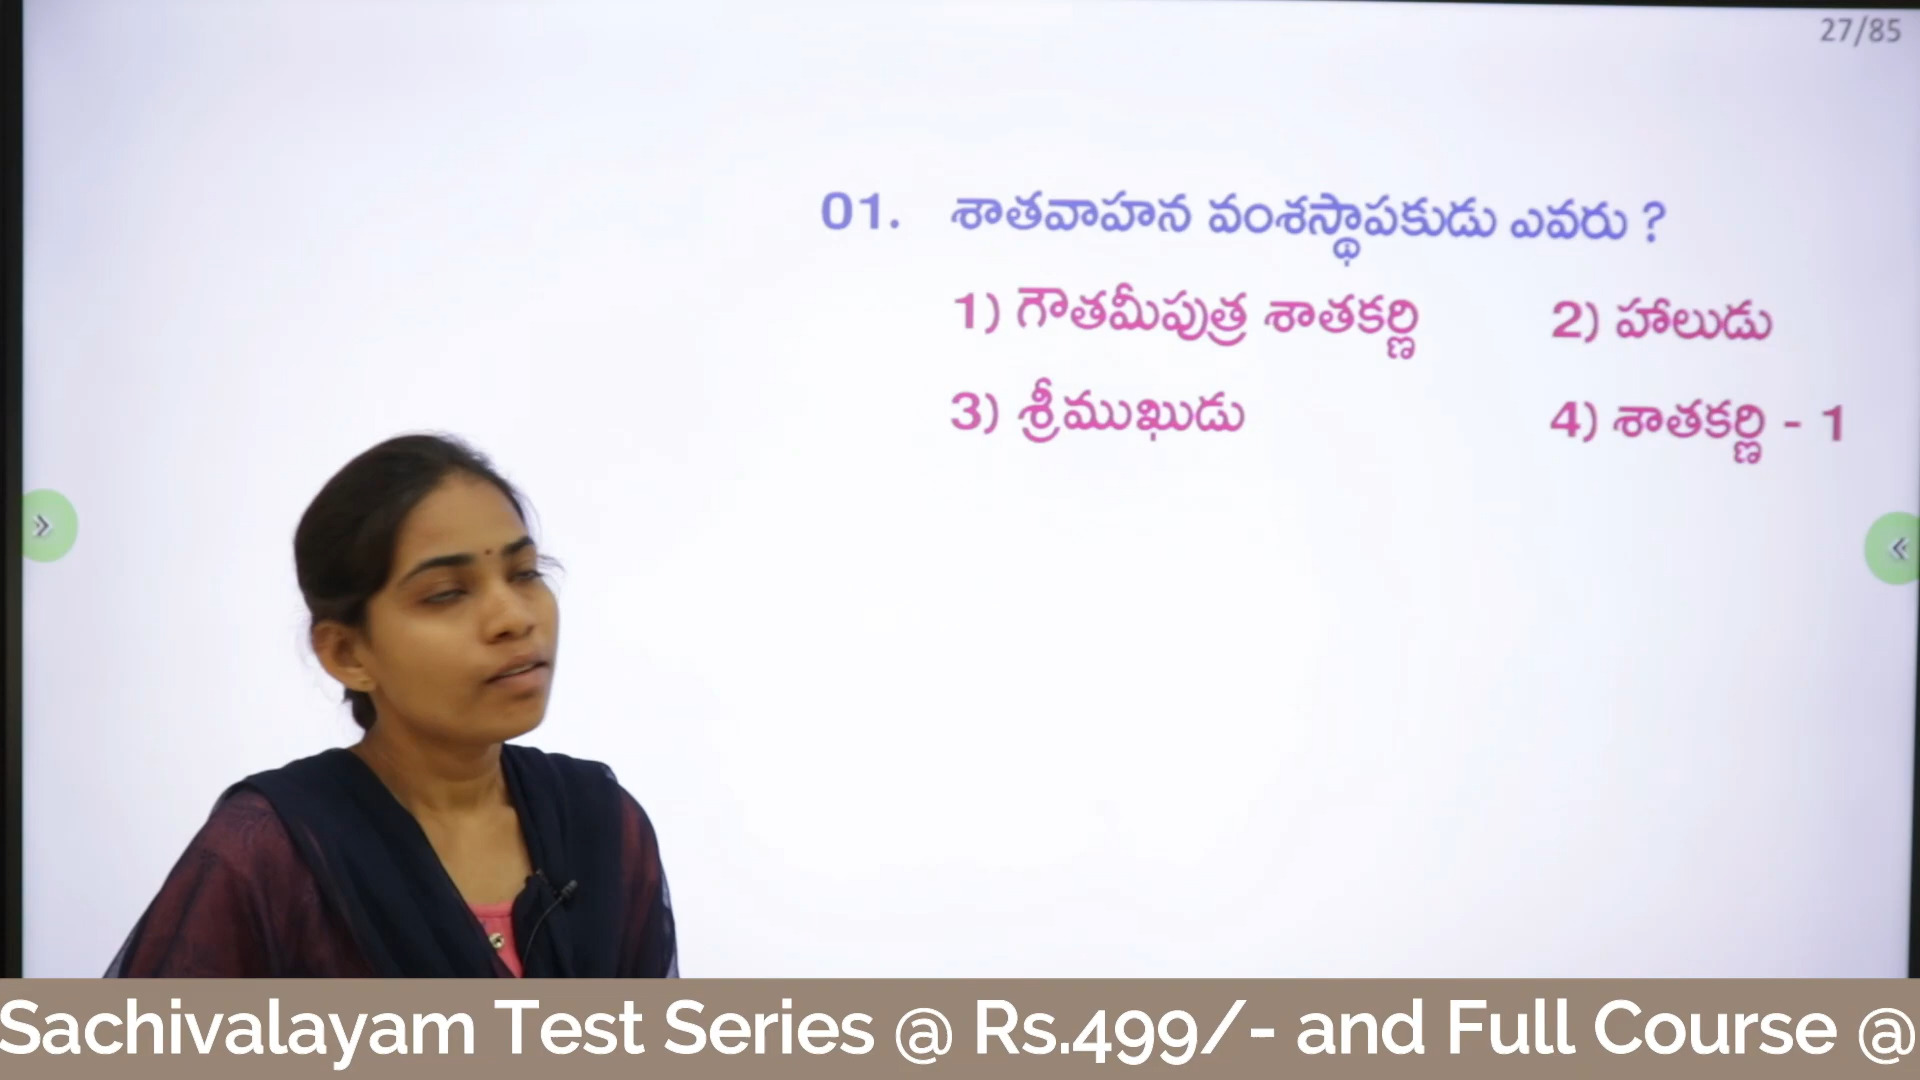 27/85
01. శాతవాహన వంశస్థాపకుడు ఎవరు ?
1) గౌతమీపుత్ర శాతకర్ణి 2) హాలుడు
3) శ్రీముఖుడు 4) శాతకర్ణి - 1
Sachivalayam Test Series @ Rs.499/- and Full Course @